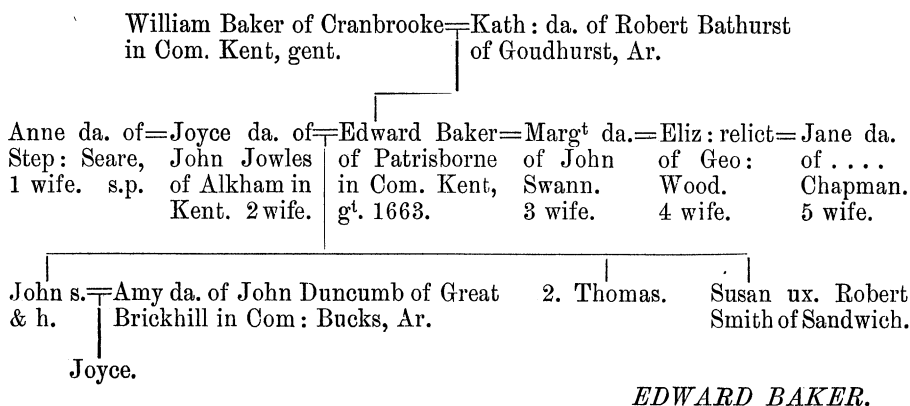 William Baker of Cranbrooke=Kath : da. of Robert Bathurst
in Com. Kent, gent. of Goudhurst, Ar.
Anne da. of=Joyce da. of=Edward Baker=Margᵗ da.=Eliz : relict=Jane da.
Step : Seare, John Jowles of Patrisborne of John of Geo : of . . . .
1 wife. s.p. of Alkham in in Com. Kent, Swann. Wood. Chapman.
Kent. 2 wife. gᵗ. 1663. 3 wife. 4 wife. 5 wife.
John s.=Amy da. of John Duncumb of Great 2. Thomas. Susan ux. Robert
& h. Brickhill in Com : Bucks, Ar. Smith of Sandwich.
Joyce.
EDWARD BAKER.